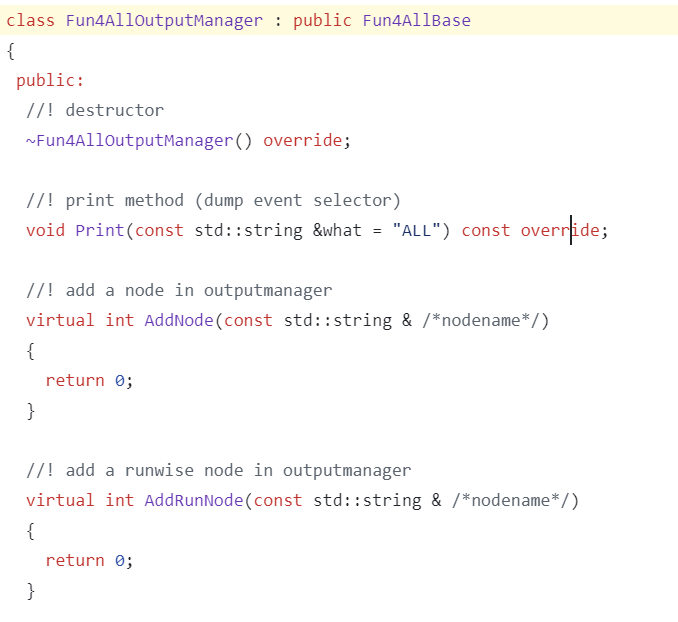 class Fun4AllOutputManager : public Fun4AllBase
{
 public:
  //! destructor
  ~Fun4AllOutputManager() override;

  //! print method (dump event selector)
  void Print(const std::string &what = "ALL") const override;

  //! add a node in outputmanager
  virtual int AddNode(const std::string & /*nodename*/)
  {
    return 0;
  }

  //! add a runwise node in outputmanager
  virtual int AddRunNode(const std::string & /*nodename*/)
  {
    return 0;
  }